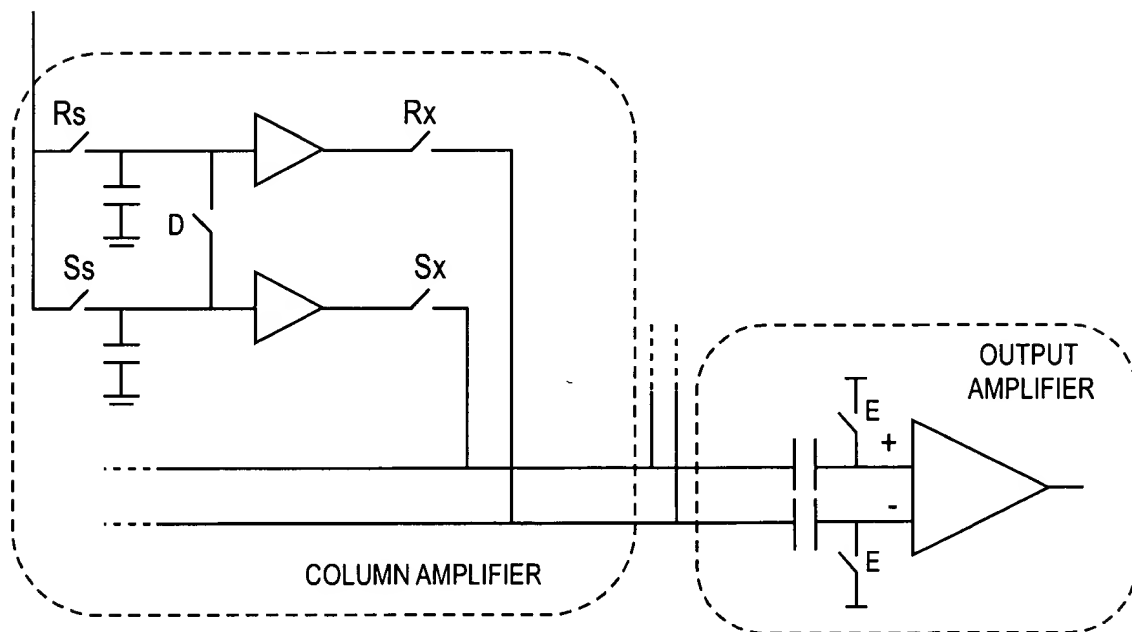 Rs
Rx
D
Ss
Sx
OUTPUT
AMPLIFIER
E
+
-
E
COLUMN AMPLIFIER